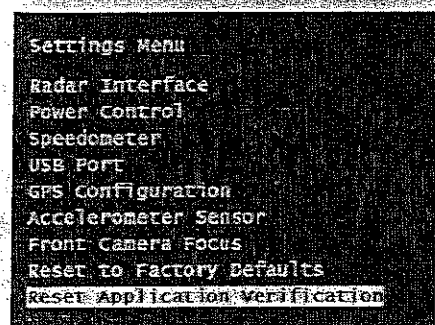 Settings Menu
Radar Interface
Power Control
Speedometer
USB Port
GPS Configuration
Accelerometer Sensor
Front Camera Focus
Reset to Factory Defaults
Reset Application Verification